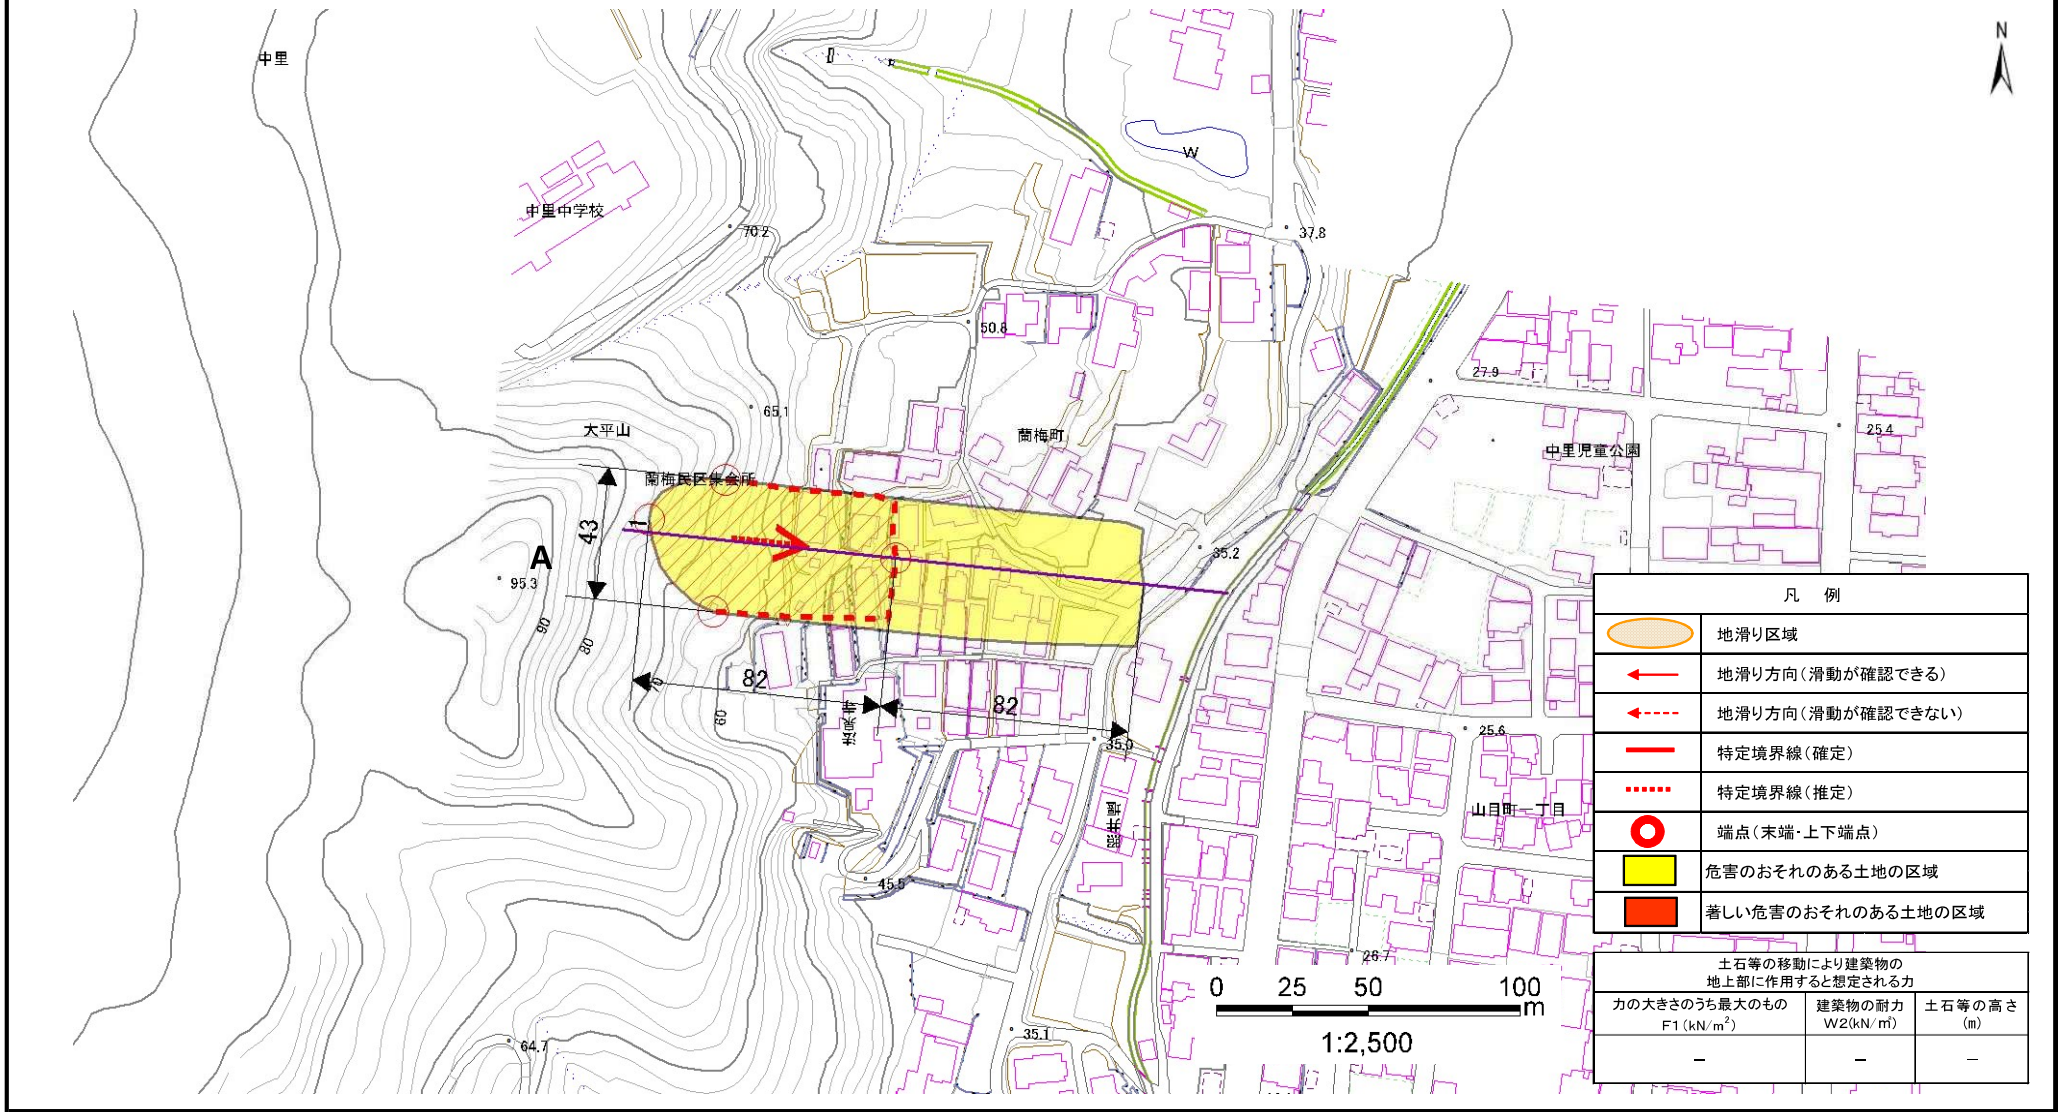 中里
N
W
中里中学校
70.2
37.8
50.8
27.9
65.1
25.4
大平山
蘭梅町
中里児童公園
蘭梅民区集会所
1
43
A
35.2
95.3
90
80
70
60
82
82
法泉寺
35.0
25.6
照井堰
山目町一丁目
45.5
26.7
35.1
64.7
0 25 50 100
m
1:2,500
凡 例
地滑り区域
地滑り方向(滑動が確認できる)
地滑り方向(滑動が確認できない)
特定境界線(確定)
特定境界線(推定)
端点(末端・上下端点)
危害のおそれのある土地の区域
著しい危害のおそれのある土地の区域
土石等の移動により建築物の
地上部に作用すると想定される力
力の大きさのうち最大のもの
F1(kN/m²)
建築物の耐力
W2(kN/㎡)
土石等の高さ
(m)
− − −